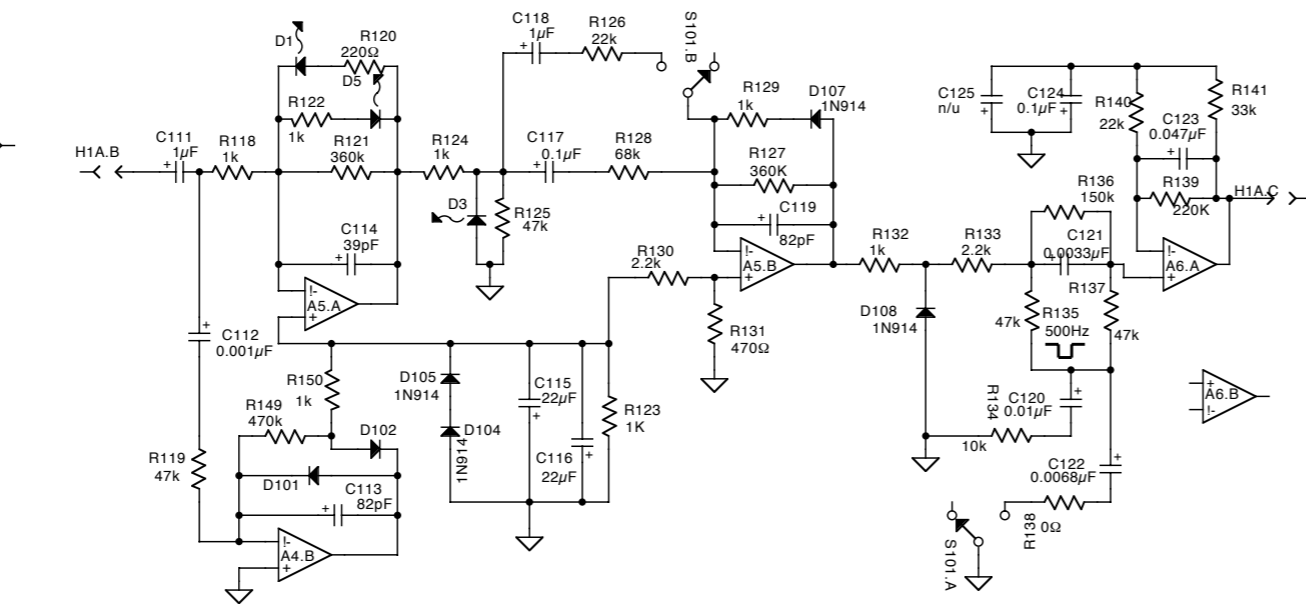 D1
R120
220Ω
D5
R122
1k
C111
1µF
R118
1k
R121
360k
H1A.B
C114
39pF
!-
+
A5.A
C118
1µF
R126
22k
S101.B
R124
1k
C117
0.1µF
R128
68k
D3
R125
47k
R129
1k
D107
1N914
R127
360K
C119
82pF
R130
2.2k
!-
+
A5.B
R131
470Ω
R132
1k
R133
2.2k
D108
1N914
C125
n/u
C124
0.1µF
R140
22k
R141
33k
C123
0.047µF
R139
220K
H1A.C
R136
150k
C121
0.0033µF
!-
+
A6.A
R137
47k
R135
47k
500Hz
C112
0.001µF
R150
1k
R149
470k
D102
R119
47k
D101
C113
82pF
!-
+
A4.B
D105
1N914
D104
1N914
C115
22µF
C116
22µF
R123
1K
R134
10k
C120
0.01µF
C122
0.0068µF
R138
0Ω
S101.A
+
!-
A6.B